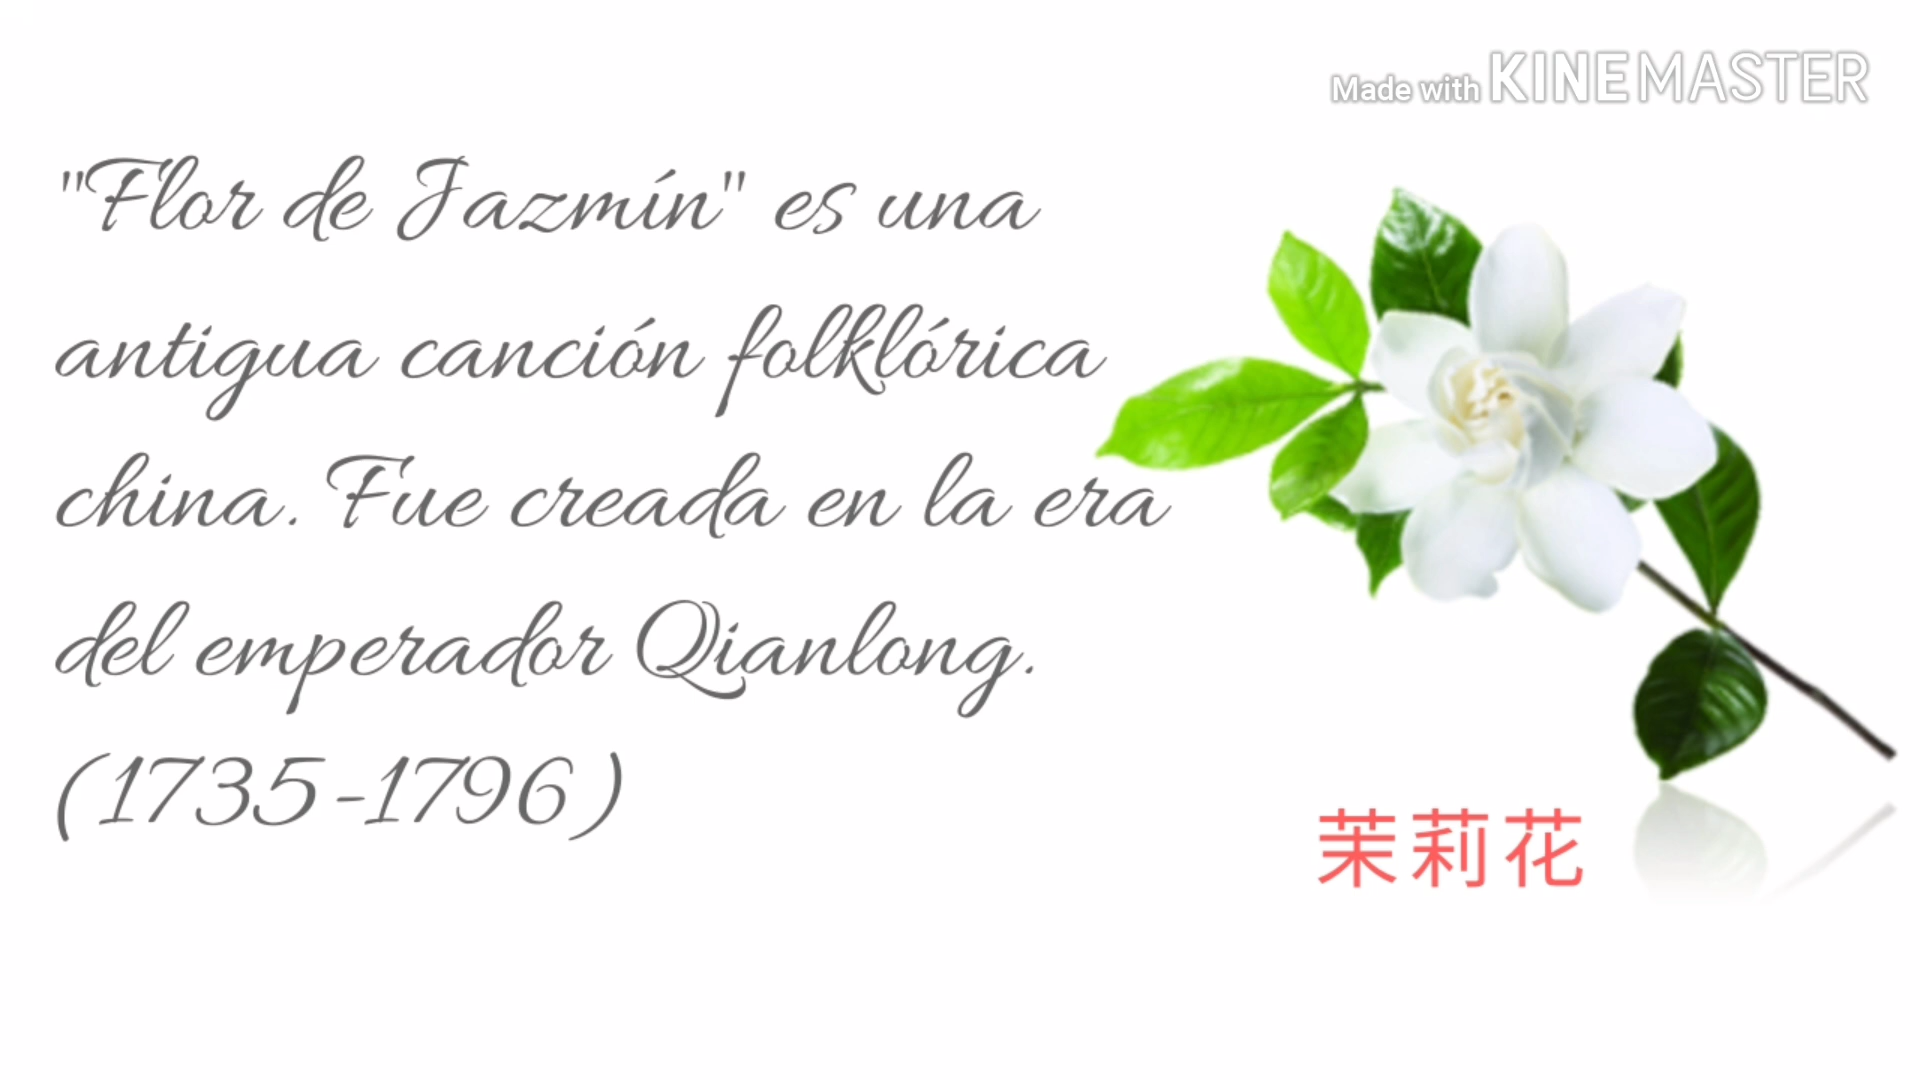 Made with KINEMASTER
"Flor de Jazmín" es una
antigua canción folklórica
china. Fue creada en la era
del emperador Qianlong.
(1735-1796)
茉莉花